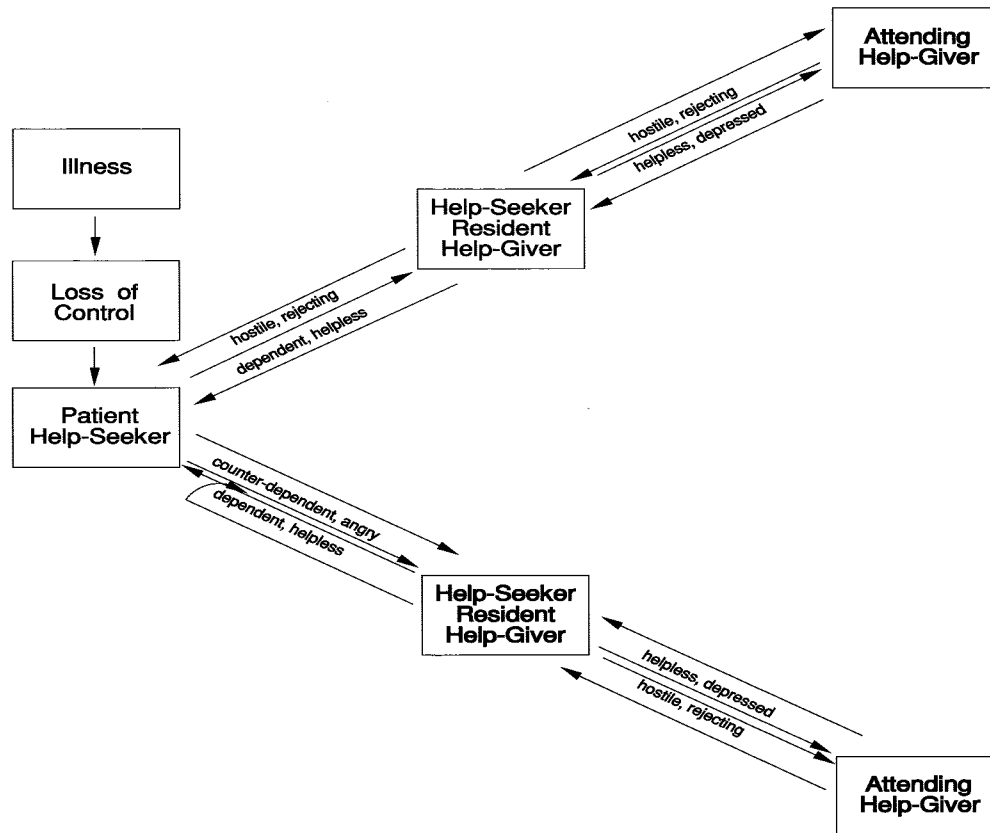 Attending
Help-Giver
hostile, rejecting
helpless, depressed
Illness
Help-Seeker
Resident
Help-Giver
Loss of
Control
hostile, rejecting
dependent, helpless
Patient
Help-Seeker
counter-dependent, angry
dependent, helpless
Help-Seeker
Resident
Help-Giver
helpless, depressed
hostile, rejecting
Attending
Help-Giver